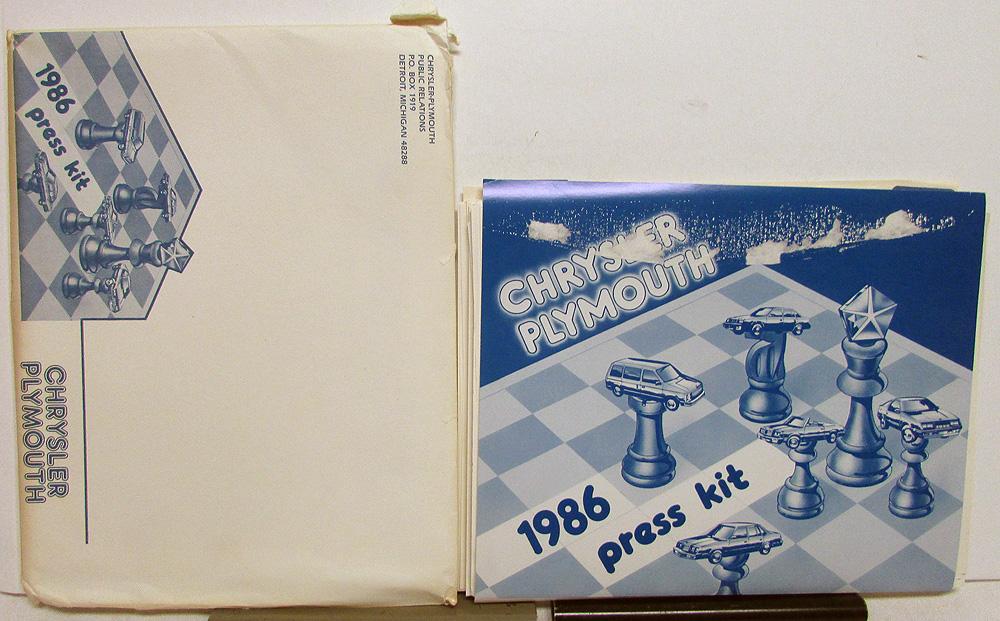 CHRYSLER-PLYMOUTH
PUBLIC RELATIONS
P.O. BOX 1919
DETROIT, MICHIGAN 48288
1986
press kit
CHRYSLER
PLYMOUTH
CHRYSLER
PLYMOUTH
1986
press kit